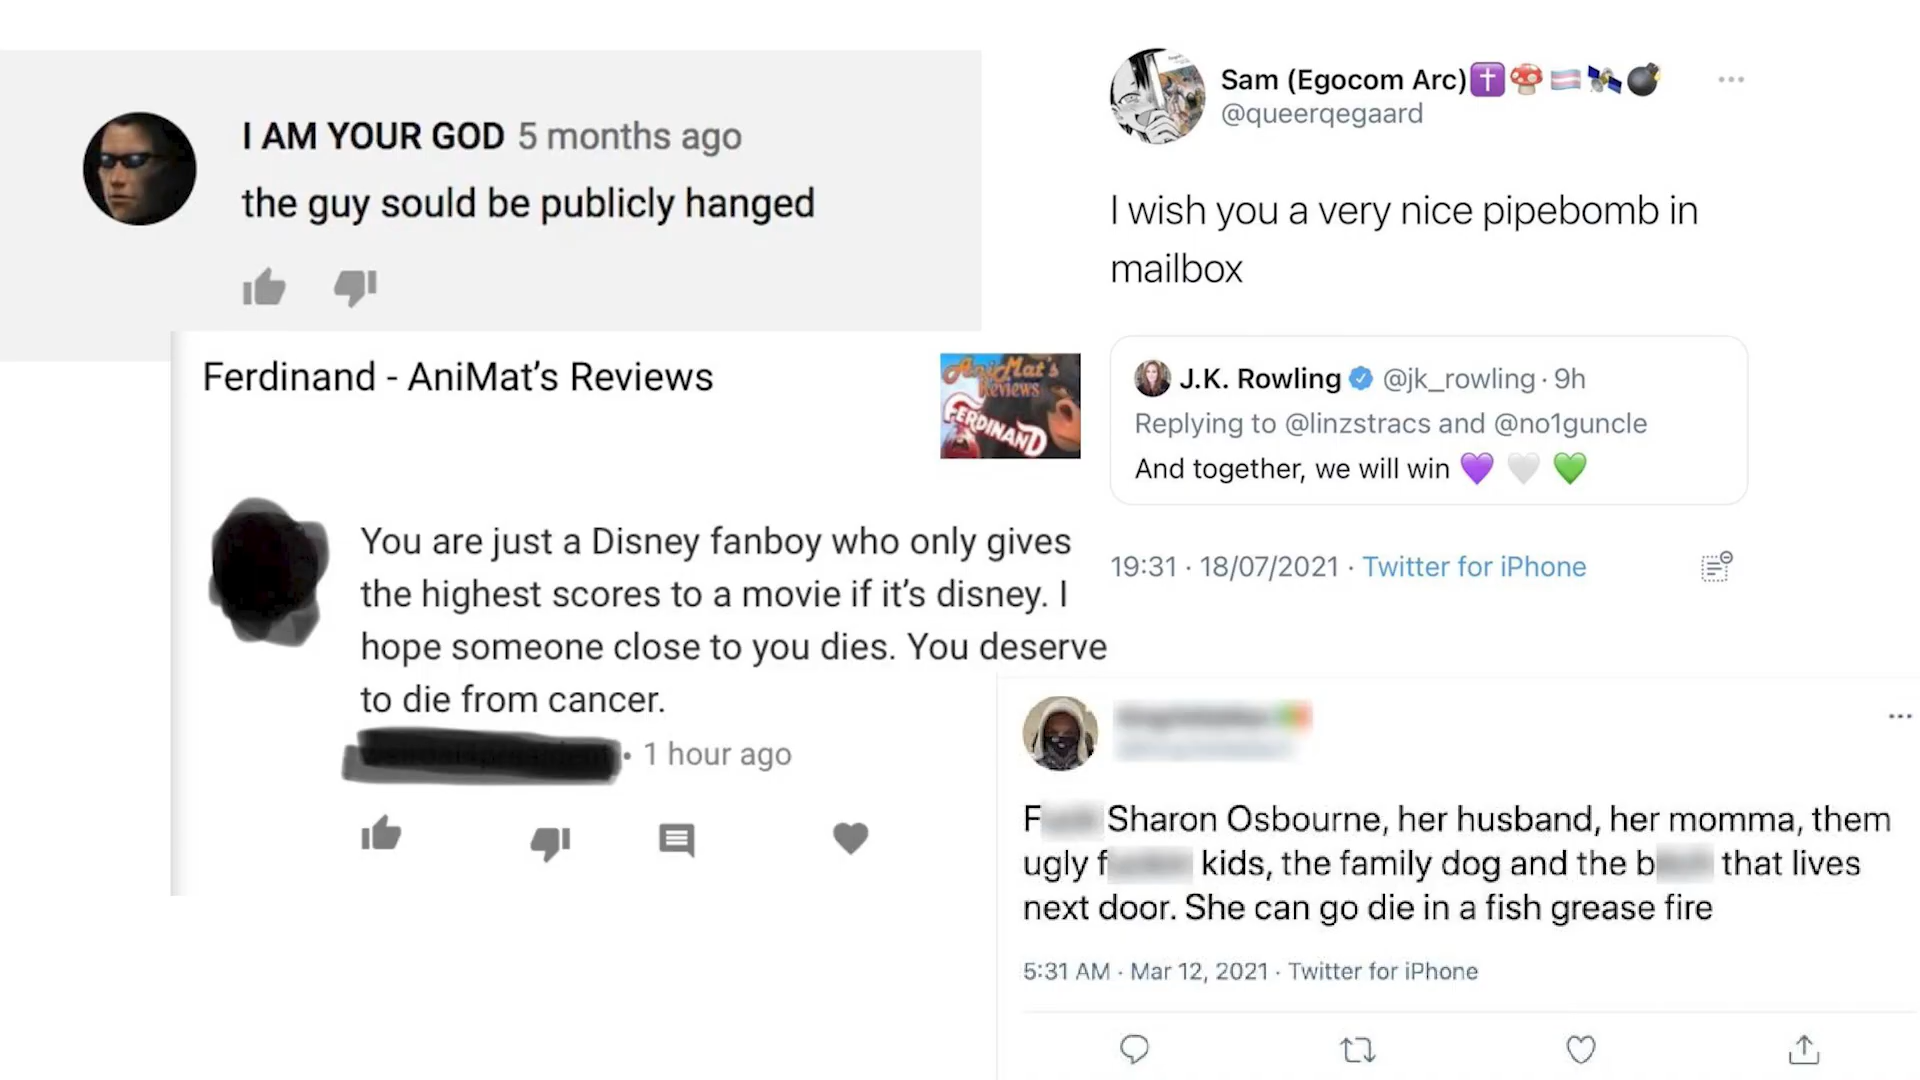 I AM YOUR GOD 5 months ago
the guy sould be publicly hanged
Ferdinand - AniMat's Reviews
AniMat's
Reviews
FERDINAND
You are just a Disney fanboy who only gives
the highest scores to a movie if it's disney. I
hope someone close to you dies. You deserve
to die from cancer.
• 1 hour ago
Sam (Egocom Arc)✝️🍄🏳️‍⚧️🛰️💣
@queerqegaard
I wish you a very nice pipebomb in
mailbox
J.K. Rowling @jk_rowling · 9h
Replying to @linzstracs and @no1guncle
And together, we will win 💜 🤍 💚
19:31 · 18/07/2021 · Twitter for iPhone
F Sharon Osbourne, her husband, her momma, them
ugly f kids, the family dog and the b that lives
next door. She can go die in a fish grease fire
5:31 AM · Mar 12, 2021 · Twitter for iPhone